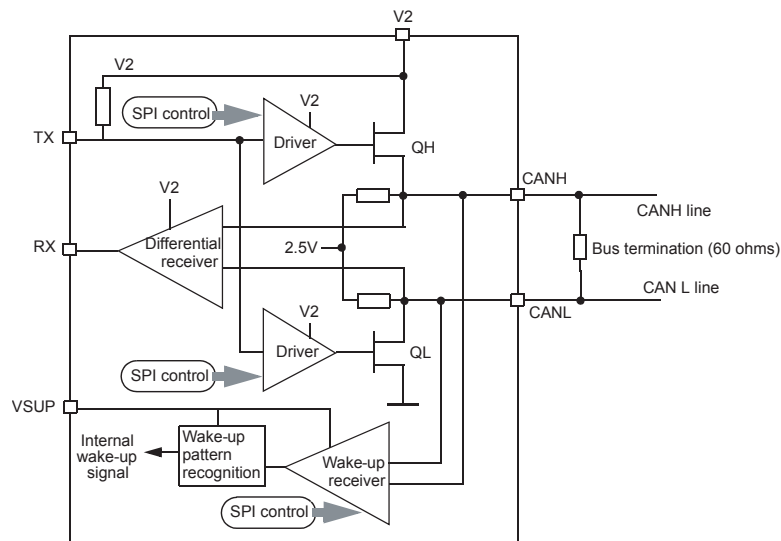 V2
V2
SPI control
V2
TX
Driver
QH
CANH
V2
CANH line
RX
Differential
receiver
2.5V
Bus termination (60 ohms)
CAN L line
V2
CANL
Driver
QL
SPI control
VSUP
Internal
wake-up
signal
Wake-up
pattern
recognition
Wake-up
receiver
SPI control